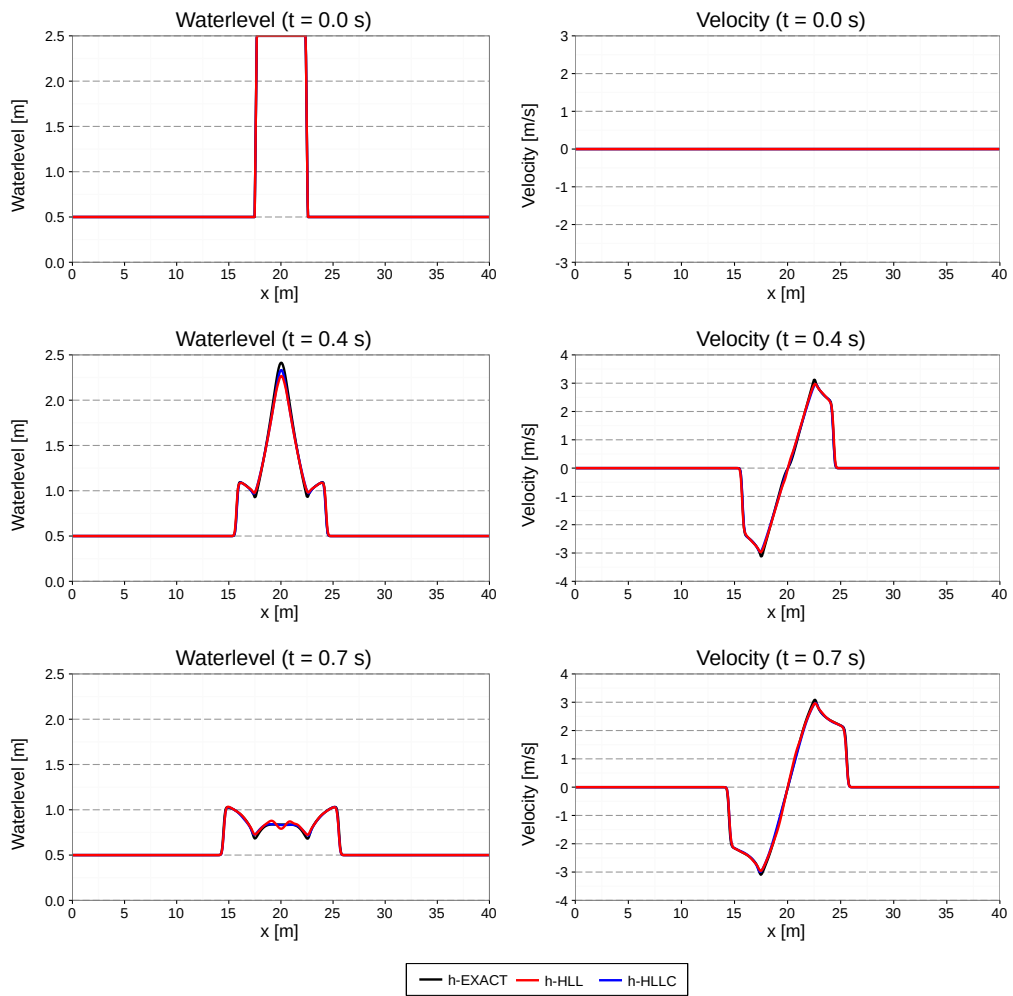 Waterlevel (t = 0.0 s)
2.5
2.0
1.5
1.0
0.5
0.0
Waterlevel [m]
0 5 10 15 20 25 30 35 40
x [m]
Velocity (t = 0.0 s)
3
2
1
0
-1
-2
-3
Velocity [m/s]
0 5 10 15 20 25 30 35 40
x [m]
Waterlevel (t = 0.4 s)
2.5
2.0
1.5
1.0
0.5
0.0
Waterlevel [m]
0 5 10 15 20 25 30 35 40
x [m]
Velocity (t = 0.4 s)
4
3
2
1
0
-1
-2
-3
-4
Velocity [m/s]
0 5 10 15 20 25 30 35 40
x [m]
Waterlevel (t = 0.7 s)
2.5
2.0
1.5
1.0
0.5
0.0
Waterlevel [m]
0 5 10 15 20 25 30 35 40
x [m]
Velocity (t = 0.7 s)
4
3
2
1
0
-1
-2
-3
-4
Velocity [m/s]
0 5 10 15 20 25 30 35 40
x [m]
h-EXACT h-HLL h-HLLC